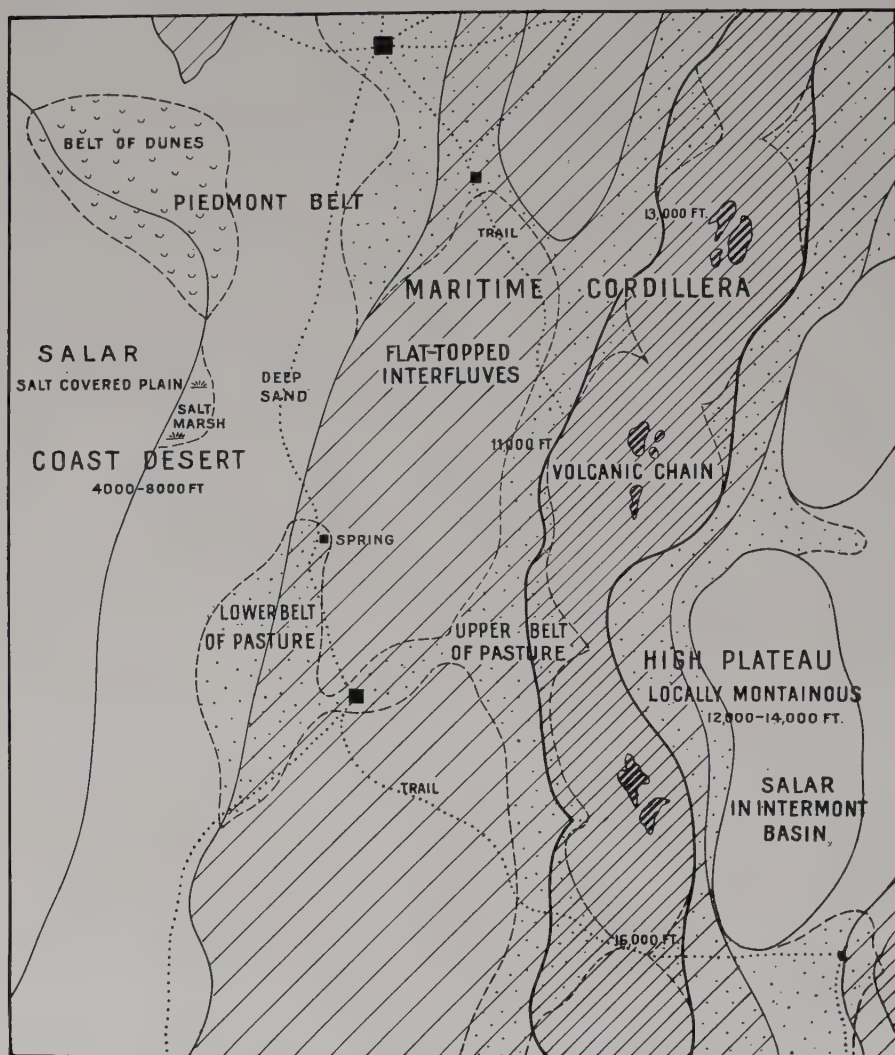 BELT OF DUNES
PIEDMONT BELT
13,000 FT.
TRAIL
MARITIME CORDILLERA
SALAR
SALT COVERED PLAIN
SALT
MARSH
DEEP
SAND
FLAT-TOPPED
INTERFLUVES
COAST DESERT
4000-8000 FT
11,000 FT.
VOLCANIC CHAIN
SPRING
LOWER BELT
OF PASTURE
UPPER BELT
OF PASTURE
HIGH PLATEAU
LOCALLY MONTAINOUS
12,000-14,000 FT.
TRAIL
SALAR
IN INTERMONT
BASIN
16,000 FT.